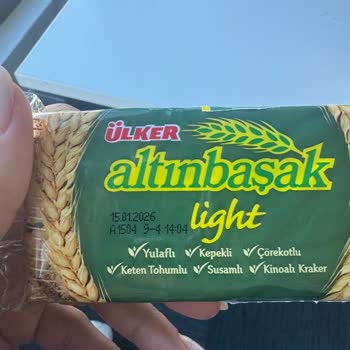 ÜLKER
altınbaşak
light
15.01.2026
A1504 9-4 14:04
Yulaflı Kepekli Çörekotlu
Keten Tohumlu Susamlı Kinoalı Kraker